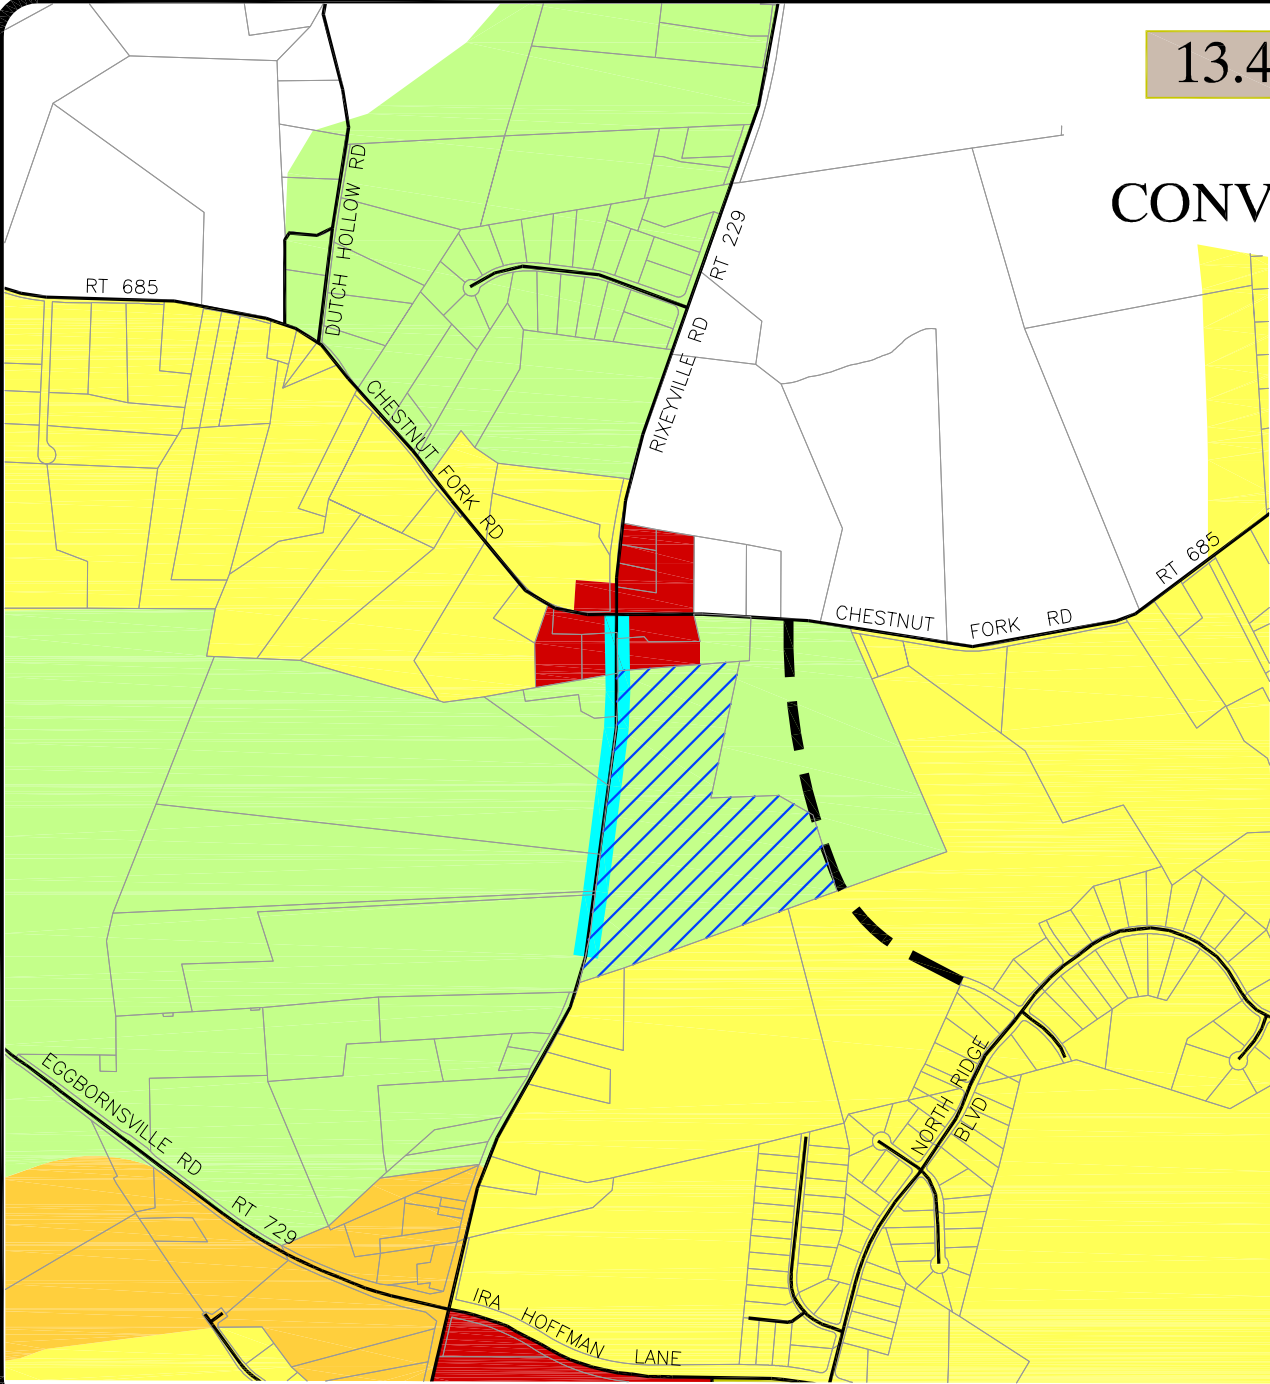 13.4
CONV
DUTCH HOLLOW RD
RT 229
RT 685
RIXEYVILLE RD
CHESTNUT FORK RD
RT 685
CHESTNUT FORK RD
EGGBORNSVILLE RD
RT 729
NORTH RIDGE
BLVD
IRA HOFFMAN LANE